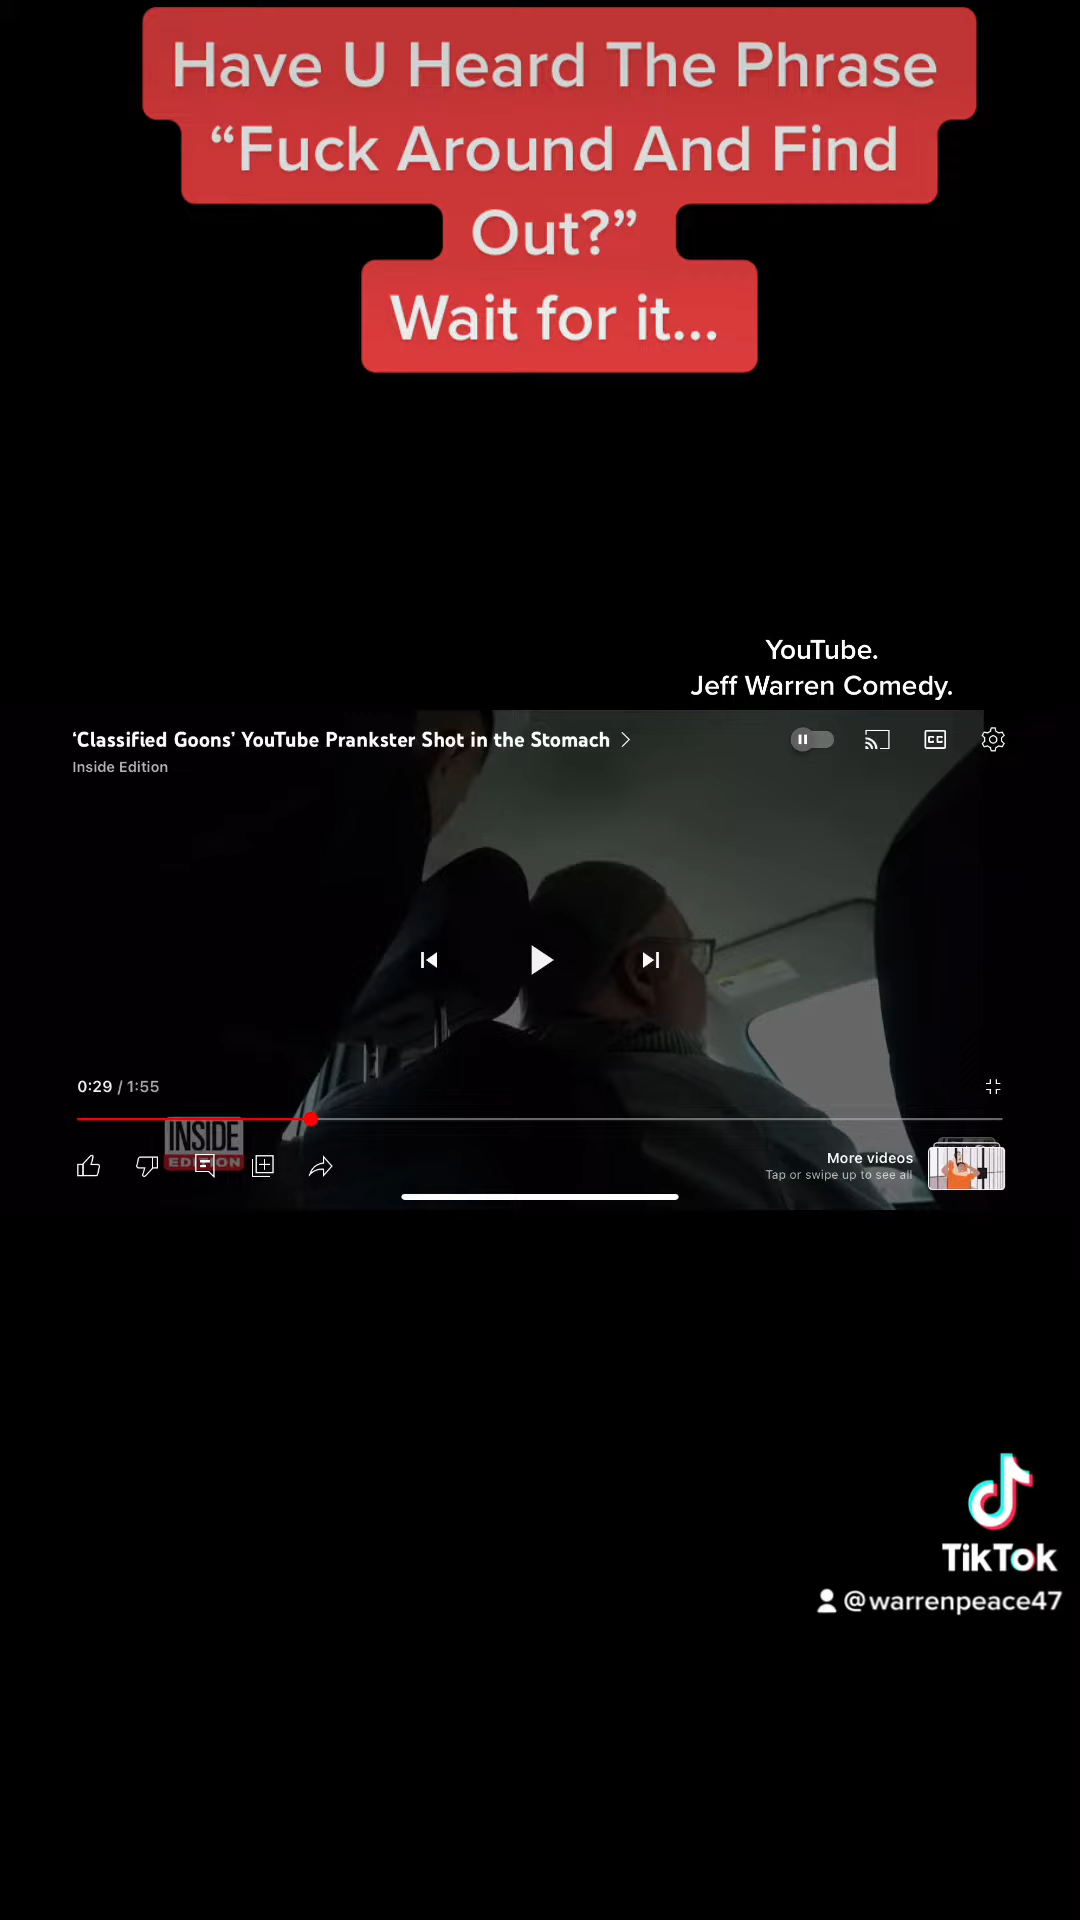 Have U Heard The Phrase
“Fuck Around And Find
Out?”
Wait for it...
YouTube.
Jeff Warren Comedy.
‘Classified Goons’ YouTube Prankster Shot in the Stomach
Inside Edition
CC
0:29 / 1:55
INSIDE
EDITION
More videos
Tap or swipe up to see all
TikTok
@warrenpeace47